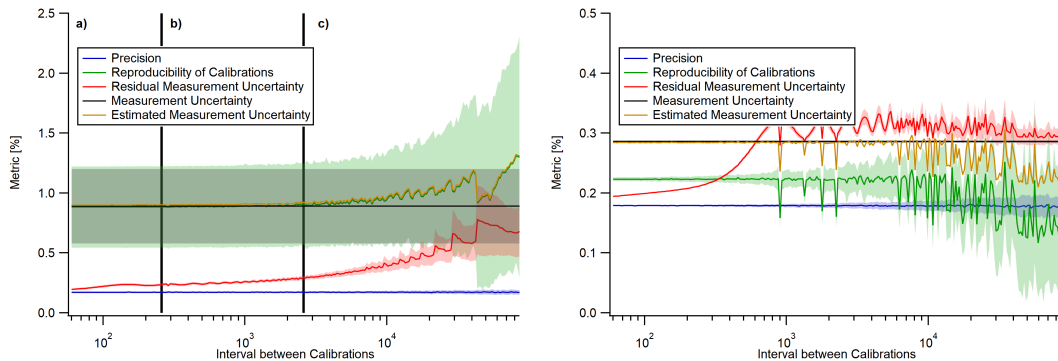 2.5
2.0
1.5
1.0
0.5
0.0
Metric [%]
a)
b)
c)
Precision
Reproducibility of Calibrations
Residual Measurement Uncertainty
Measurement Uncertainty
Estimated Measurement Uncertainty
10²
10³
10⁴
Interval between Calibrations
0.5
0.4
0.3
0.2
0.1
0.0
Metric [%]
Precision
Reproducibility of Calibrations
Residual Measurement Uncertainty
Measurement Uncertainty
Estimated Measurement Uncertainty
10²
10³
10⁴
Interval between Calibrations